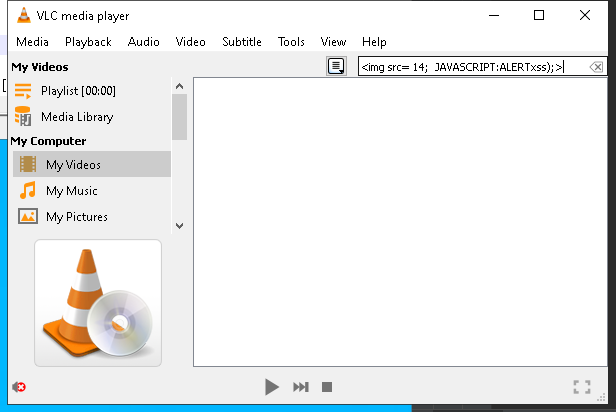 VLC media player
Media Playback Audio Video Subtitle Tools View Help
My Videos
<img src= 14;  JAVASCRIPT:ALERTxss);>
Playlist [00:00]
Media Library
My Computer
My Videos
My Music
My Pictures